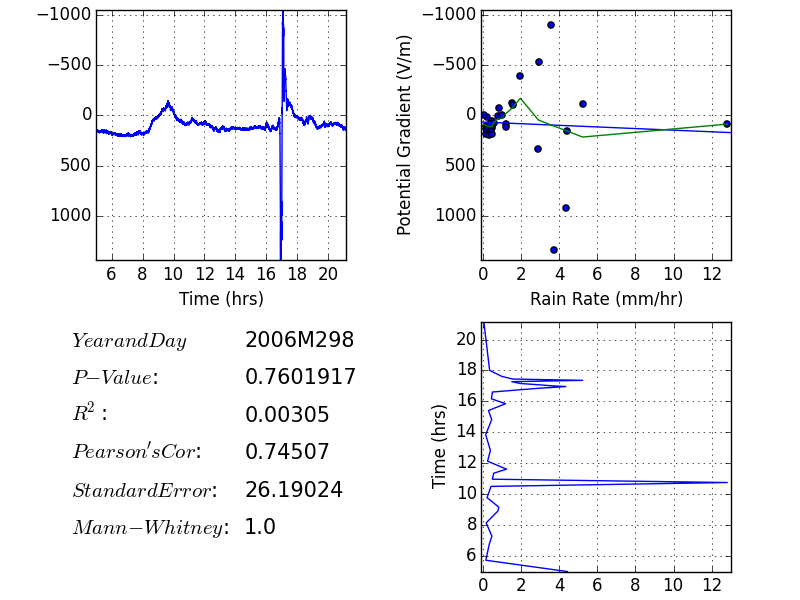 −1000
−500
0
500
1000
6 8 10 12 14 16 18 20
Time (hrs)
Potential Gradient (V/m)
−1000
−500
0
500
1000
0 2 4 6 8 10 12
Rain Rate (mm/hr)
YearandDay 2006M298
P−Value: 0.7601917
R²: 0.00305
Pearson′sCor: 0.74507
StandardError: 26.19024
Mann−Whitney: 1.0
Time (hrs)
20
18
16
14
12
10
8
6
0 2 4 6 8 10 12